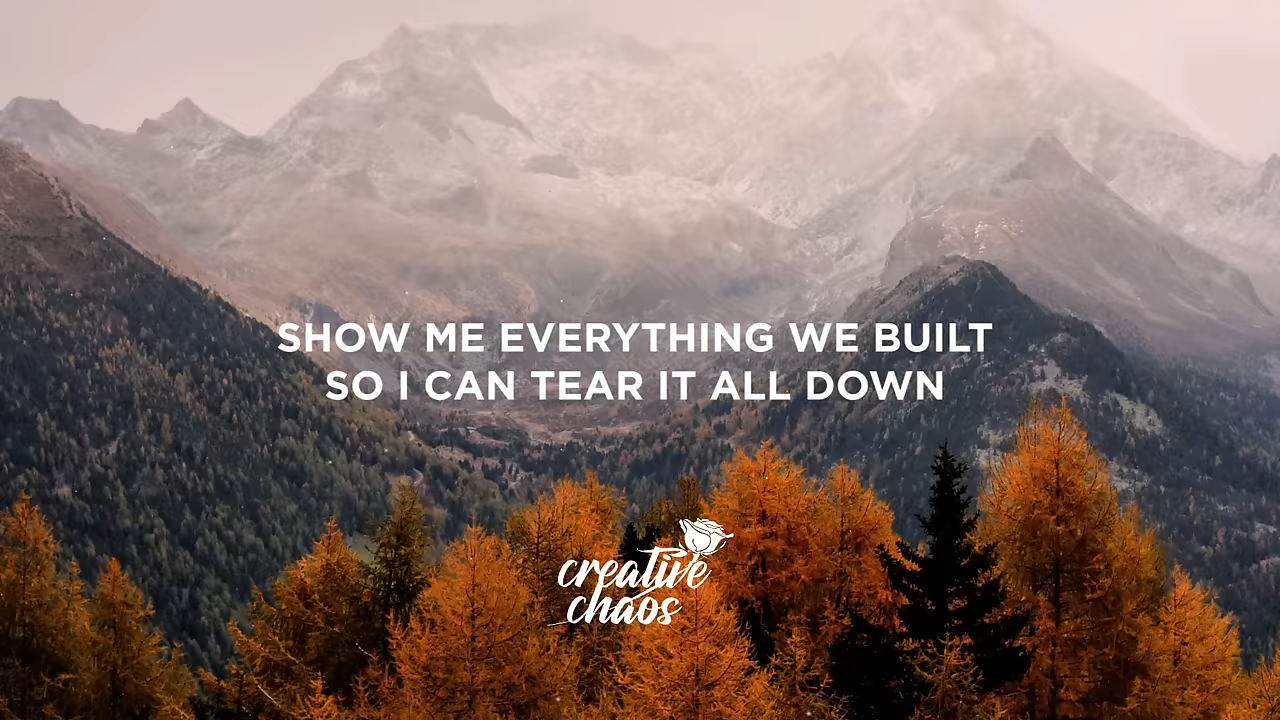 SHOW ME EVERYTHING WE BUILT
SO I CAN TEAR IT ALL DOWN
creative
chaos